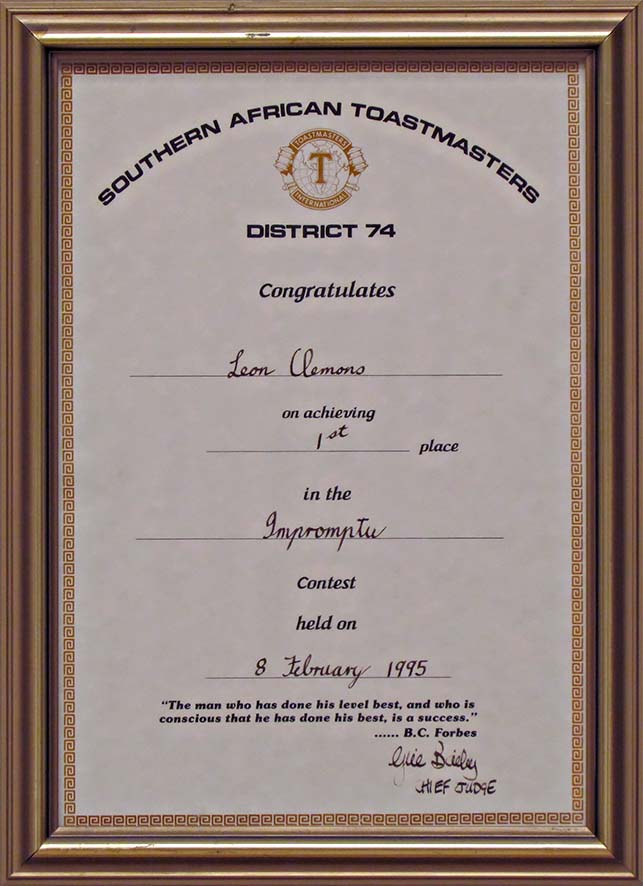 SOUTHERN AFRICAN TOASTMASTERS
TOASTMASTERS
T
INTERNATIONAL
DISTRICT 74
Congratulates
Leon Clemons
on achieving
1st place
in the
Impromptu
Contest
held on
8 February 1995
"The man who has done his level best, and who is
conscious that he has done his best, is a success."
...... B.C. Forbes
CHIEF JUDGE